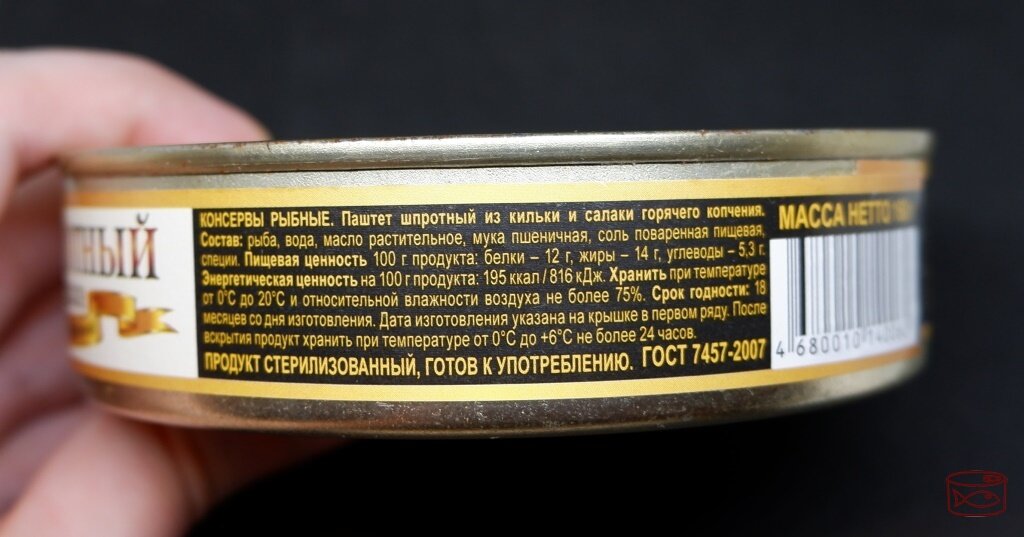 КОНСЕРВЫ РЫБНЫЕ. Паштет шпротный из кильки и салаки горячего копчения.
Состав: рыба, вода, масло растительное, мука пшеничная, соль поваренная пищевая,
специи. Пищевая ценность 100 г продукта: белки – 12 г, жиры – 14 г, углеводы – 5,3 г.
Энергетическая ценность на 100 г продукта: 195 ккал / 816 кДж. Хранить при температуре
от 0°С до 20°С и относительной влажности воздуха не более 75%. Срок годности: 18
месяцев со дня изготовления. Дата изготовления указана на крышке в первом ряду. После
вскрытия продукт хранить при температуре от 0°С до +6°С не более 24 часов.
ПРОДУКТ СТЕРИЛИЗОВАННЫЙ, ГОТОВ К УПОТРЕБЛЕНИЮ. ГОСТ 7457-2007
МАССА НЕТТО
4 680010